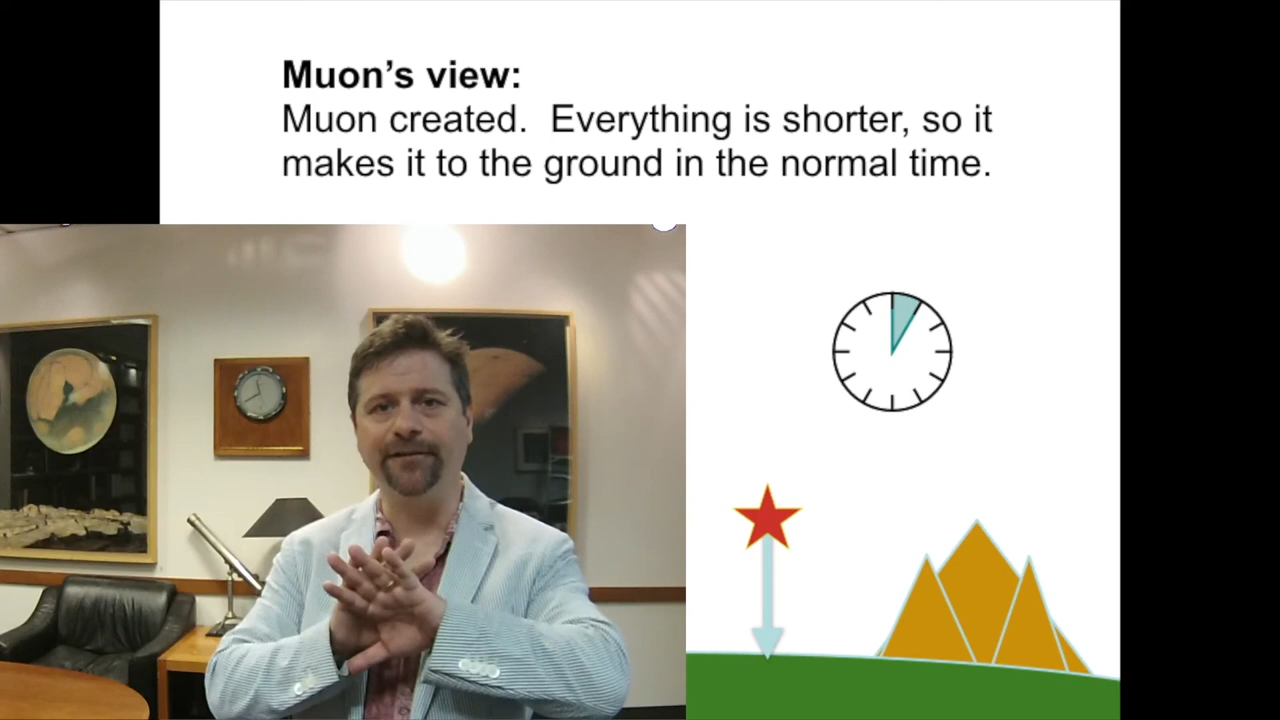 Muon’s view:
Muon created.  Everything is shorter, so it
makes it to the ground in the normal time.